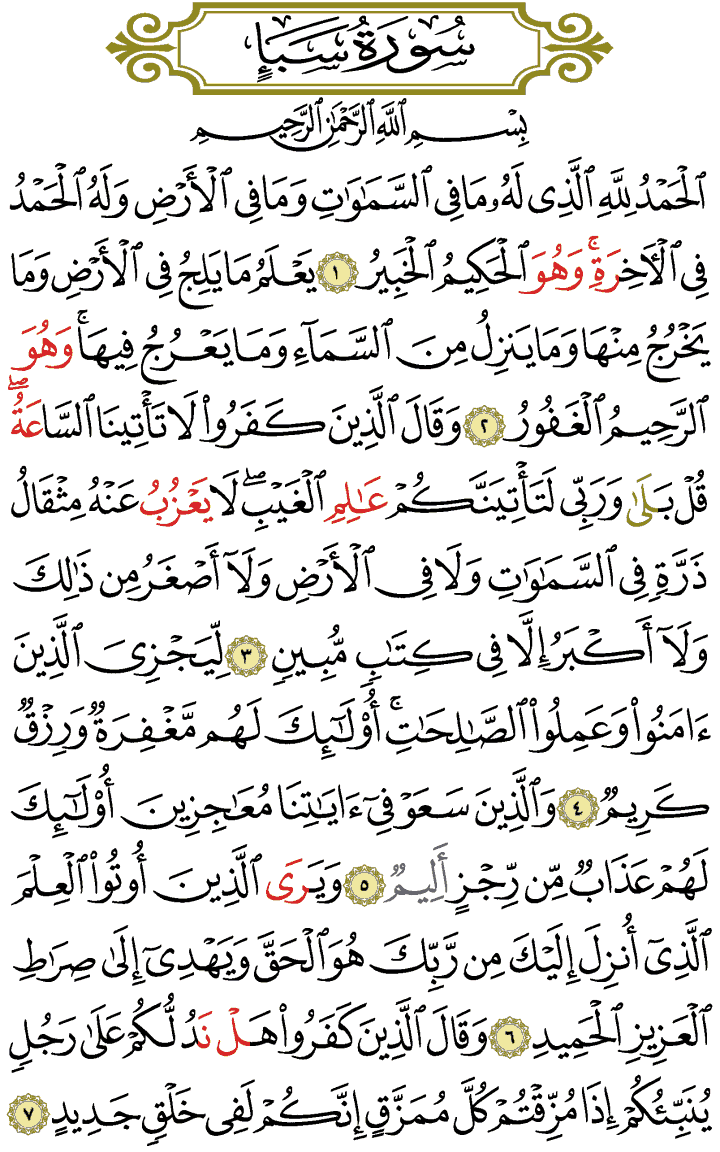 سُورَةُ سَبَإٍ
بِسْمِ ٱللَّهِ ٱلرَّحْمَٰنِ ٱلرَّحِيمِ
ٱلْحَمْدُ لِلَّهِ ٱلَّذِى لَهُۥ مَا فِى ٱلسَّمَٰوَٰتِ وَمَا فِى ٱلْأَرْضِ وَلَهُ ٱلْحَمْدُ
فِى ٱلْأَخِرَةِۚ وَهُوَ ٱلْحَكِيمُ ٱلْخَبِيرُ ١ يَعْلَمُ مَا يَلِجُ فِى ٱلْأَرْضِ وَمَا
يَخْرُجُ مِنْهَا وَمَا يَنزِلُ مِنَ ٱلسَّمَآءِ وَمَا يَعْرُجُ فِيهَاۚ وَهُوَ
ٱلرَّحِيمُ ٱلْغَفُورُ ٢ وَقَالَ ٱلَّذِينَ كَفَرُوا۟ لَا تَأْتِينَا ٱلسَّاعَةُۖ
قُلْ بَلَىٰ وَرَبِّى لَتَأْتِيَنَّكُمْ عَٰلِمِ ٱلْغَيْبِۖ لَا يَعْزُبُ عَنْهُ مِثْقَالُ
ذَرَّةٍ فِى ٱلسَّمَٰوَٰتِ وَلَا فِى ٱلْأَرْضِ وَلَآ أَصْغَرُ مِن ذَٰلِكَ
وَلَآ أَكْبَرُ إِلَّا فِى كِتَٰبٍ مُّبِينٍ ٣ لِّيَجْزِىَ ٱلَّذِينَ
ءَامَنُوا۟ وَعَمِلُوا۟ ٱلصَّٰلِحَٰتِۚ أُو۟لَٰٓئِكَ لَهُم مَّغْفِرَةٌ وَرِزْقٌ
كَرِيمٌ ٤ وَٱلَّذِينَ سَعَوْ فِىٓ ءَايَٰتِنَا مُعَٰجِزِينَ أُو۟لَٰٓئِكَ
لَهُمْ عَذَابٌ مِّن رِّجْزٍ أَلِيمٌ ٥ وَيَرَى ٱلَّذِينَ أُوتُوا۟ ٱلْعِلْمَ
ٱلَّذِىٓ أُنزِلَ إِلَيْكَ مِن رَّبِّكَ هُوَ ٱلْحَقَّ وَيَهْدِىٓ إِلَىٰ صِرَٰطِ
ٱلْعَزِيزِ ٱلْحَمِيدِ ٦ وَقَالَ ٱلَّذِينَ كَفَرُوا۟ هَلْ نَدُلُّكُمْ عَلَىٰ رَجُلٍ
يُنَبِّئُكُمْ إِذَا مُزِّقْتُمْ كُلَّ مُمَزَّقٍ إِنَّكُمْ لَفِى خَلْقٍ جَدِيدٍ ٧